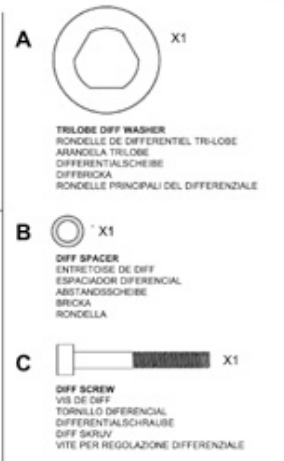 A
X1
TRILOBE DIFF WASHER
RONDELLE DE DIFFERENTIEL TRI-LOBE
ARANDELA TRILOBE
DIFFERENTIALSCHEIBE
DIFFBRICKA
RONDELLE PRINCIPALI DEL DIFFERENZIALE
B
X1
DIFF SPACER
ENTRETOISE DE DIFF
ESPACIADOR DIFERENCIAL
ABSTANDSSCHEIBE
BRICKA
RONDELLA
C
X1
DIFF SCREW
VIS DE DIFF
TORNILLO DIFERENCIAL
DIFFERENTIALSCHRAUBE
DIFF SKRUV
VITE PER REGOLAZIONE DIFFERENZIALE